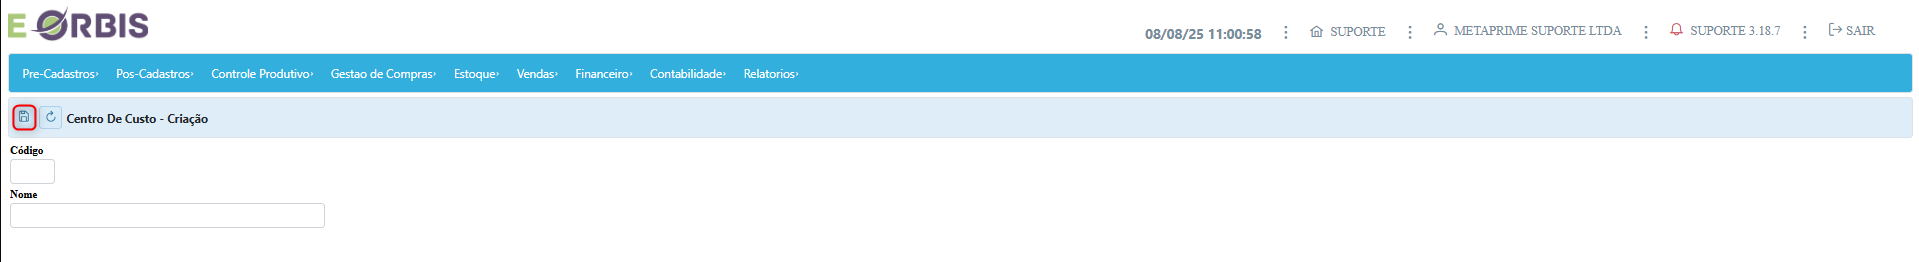 E ORBIS
08/08/25 11:00:58 SUPORTE METAPRIME SUPORTE LTDA SUPORTE 3.18.7 SAIR
Pre-Cadastros Pos-Cadastros Controle Produtivo Gestao de Compras Estoque Vendas Financeiro Contabilidade Relatorios
Centro De Custo - Criação
Código
Nome